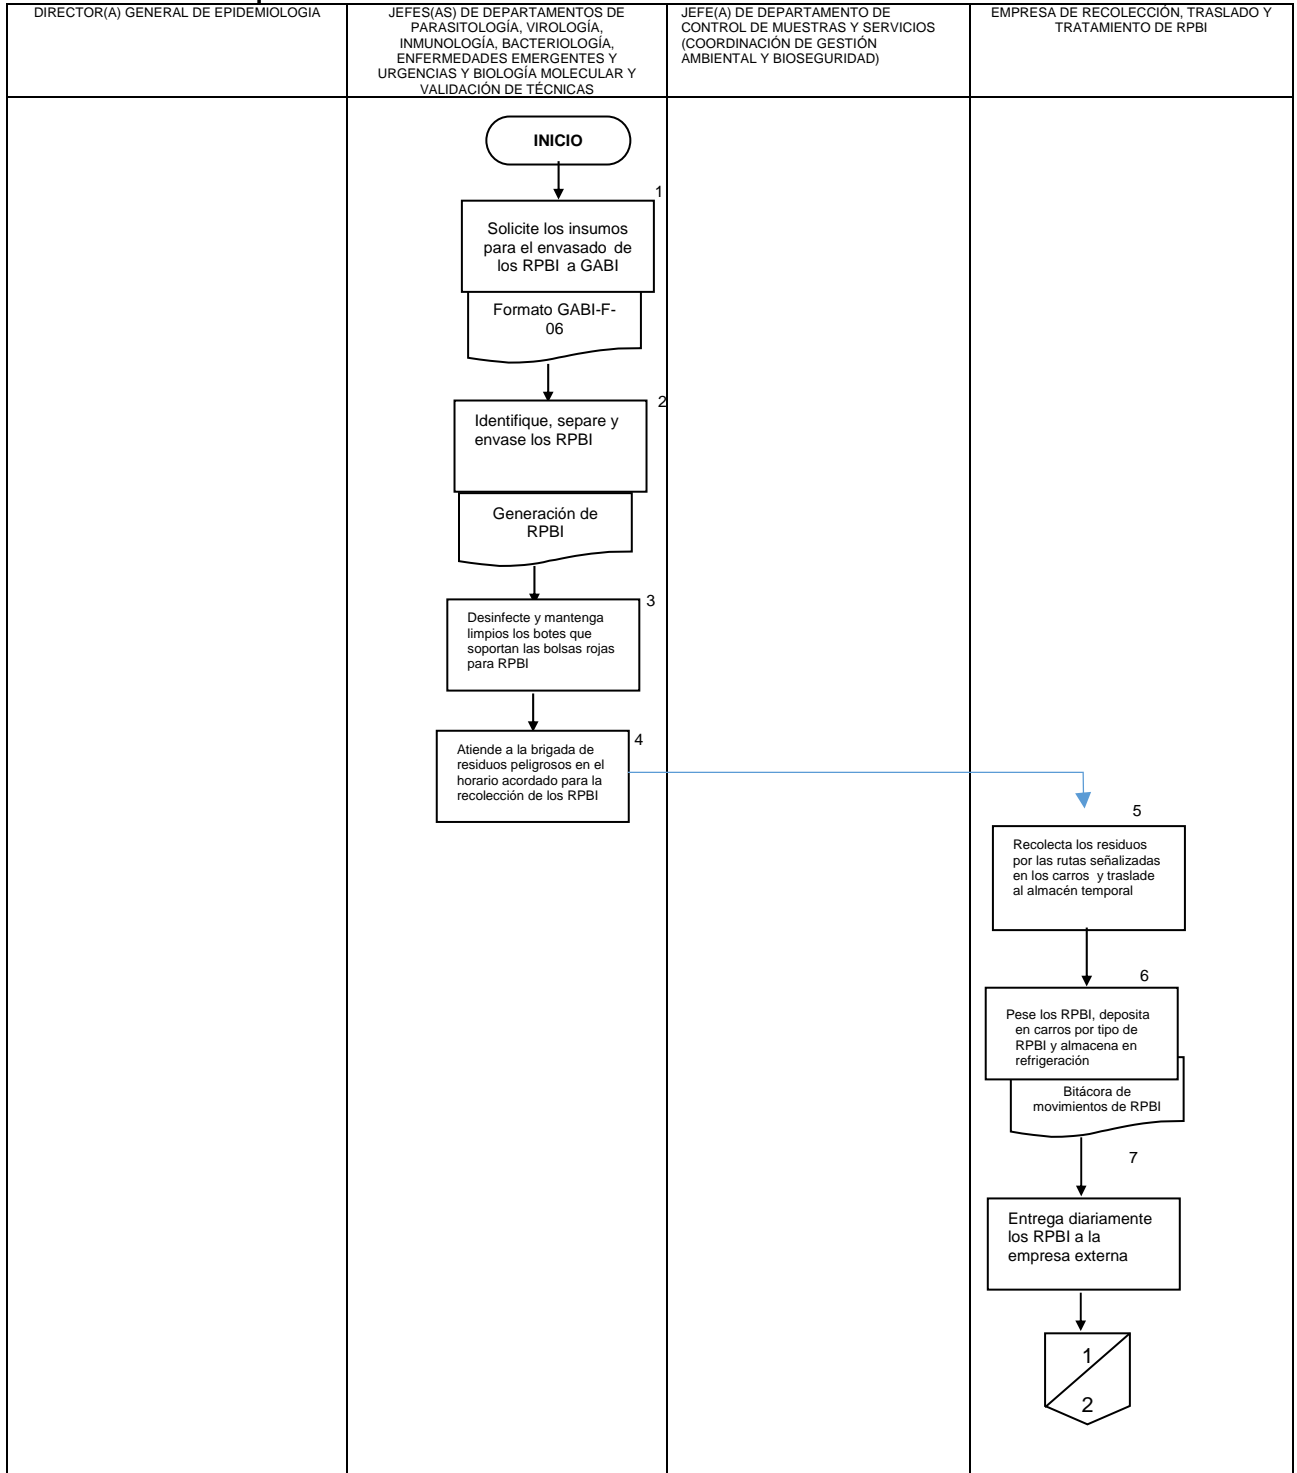 DIRECTOR(A) GENERAL DE EPIDEMIOLOGIA
JEFES(AS) DE DEPARTAMENTOS DE
PARASITOLOGÍA, VIROLOGÍA,
INMUNOLOGÍA, BACTERIOLOGÍA,
ENFERMEDADES EMERGENTES Y
URGENCIAS Y BIOLOGÍA MOLECULAR Y
VALIDACIÓN DE TÉCNICAS
JEFE(A) DE DEPARTAMENTO DE
CONTROL DE MUESTRAS Y SERVICIOS
(COORDINACIÓN DE GESTIÓN
AMBIENTAL Y BIOSEGURIDAD)
EMPRESA DE RECOLECCIÓN, TRASLADO Y
TRATAMIENTO DE RPBI
INICIO
1
Solicite los insumos
para el envasado de
los RPBI a GABI
Formato GABI-F-
06
2
Identifique, separe y
envase los RPBI
Generación de
RPBI
3
Desinfecte y mantenga
limpios los botes que
soportan las bolsas rojas
para RPBI
4
Atiende a la brigada de
residuos peligrosos en el
horario acordado para la
recolección de los RPBI
5
Recolecta los residuos
por las rutas señalizadas
en los carros y traslade
al almacén temporal
6
Pese los RPBI, deposita
en carros por tipo de
RPBI y almacena en
refrigeración
Bitácora de
movimientos de RPBI
7
Entrega diariamente
los RPBI a la
empresa externa
1
2